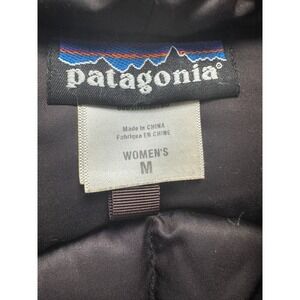 patagonia®
Made in CHINA
Fabriqué EN CHINE
WOMEN'S
M